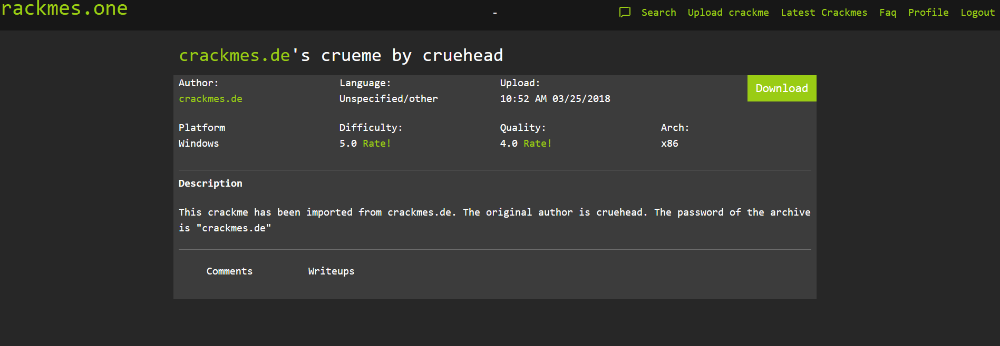 rackmes.one
- Search Upload crackme Latest Crackmes Faq Profile Logout
crackmes.de's crueme by cruehead
Author: Language: Upload: Download
crackmes.de Unspecified/other 10:52 AM 03/25/2018
Platform Difficulty: Quality: Arch:
Windows 5.0 Rate! 4.0 Rate! x86
Description
This crackme has been imported from crackmes.de. The original author is cruehead. The password of the archive
is "crackmes.de"
Comments Writeups